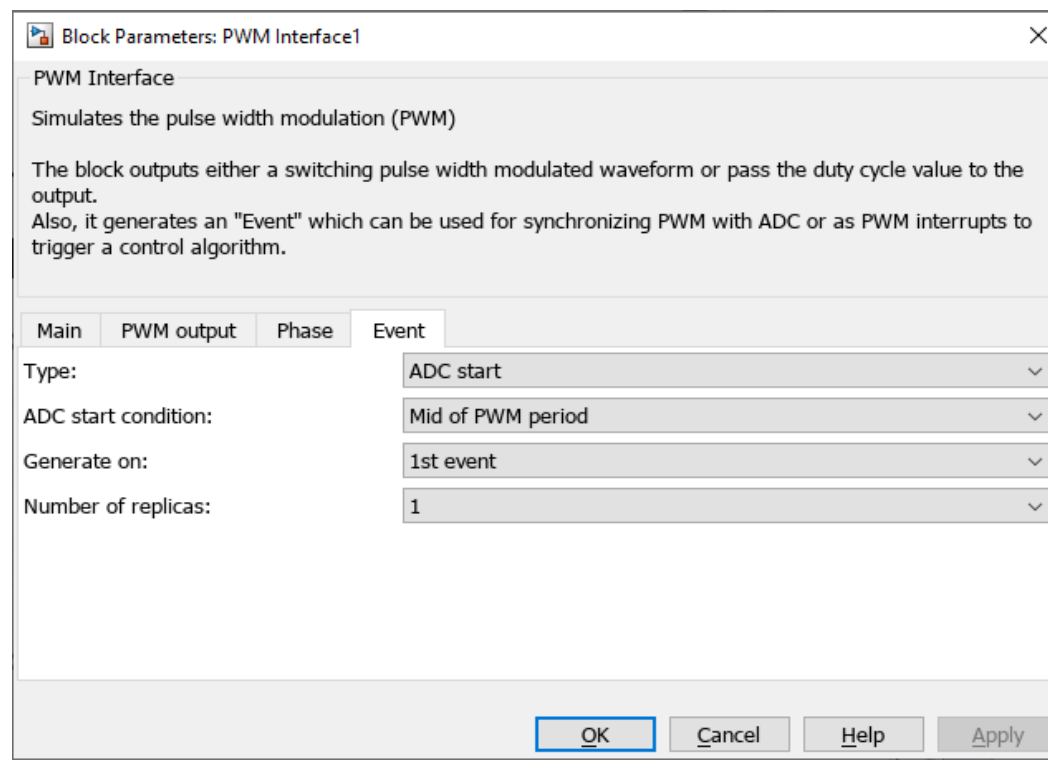 Block Parameters: PWM Interface1
PWM Interface
Simulates the pulse width modulation (PWM)
The block outputs either a switching pulse width modulated waveform or pass the duty cycle value to the
output.
Also, it generates an "Event" which can be used for synchronizing PWM with ADC or as PWM interrupts to
trigger a control algorithm.
Main PWM output Phase Event
Type: ADC start
ADC start condition: Mid of PWM period
Generate on: 1st event
Number of replicas: 1
OK Cancel Help Apply